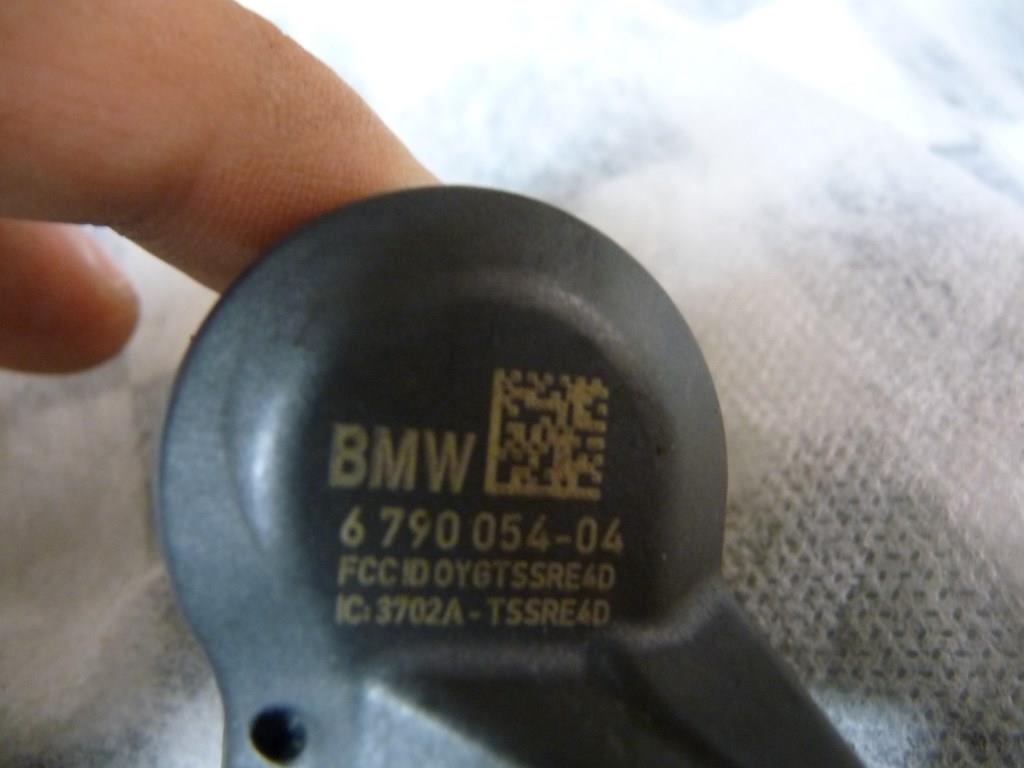 BMW
6 790 054-04
FCC ID OYGTSSRE4D
IC: 3702A - TSSRE4D